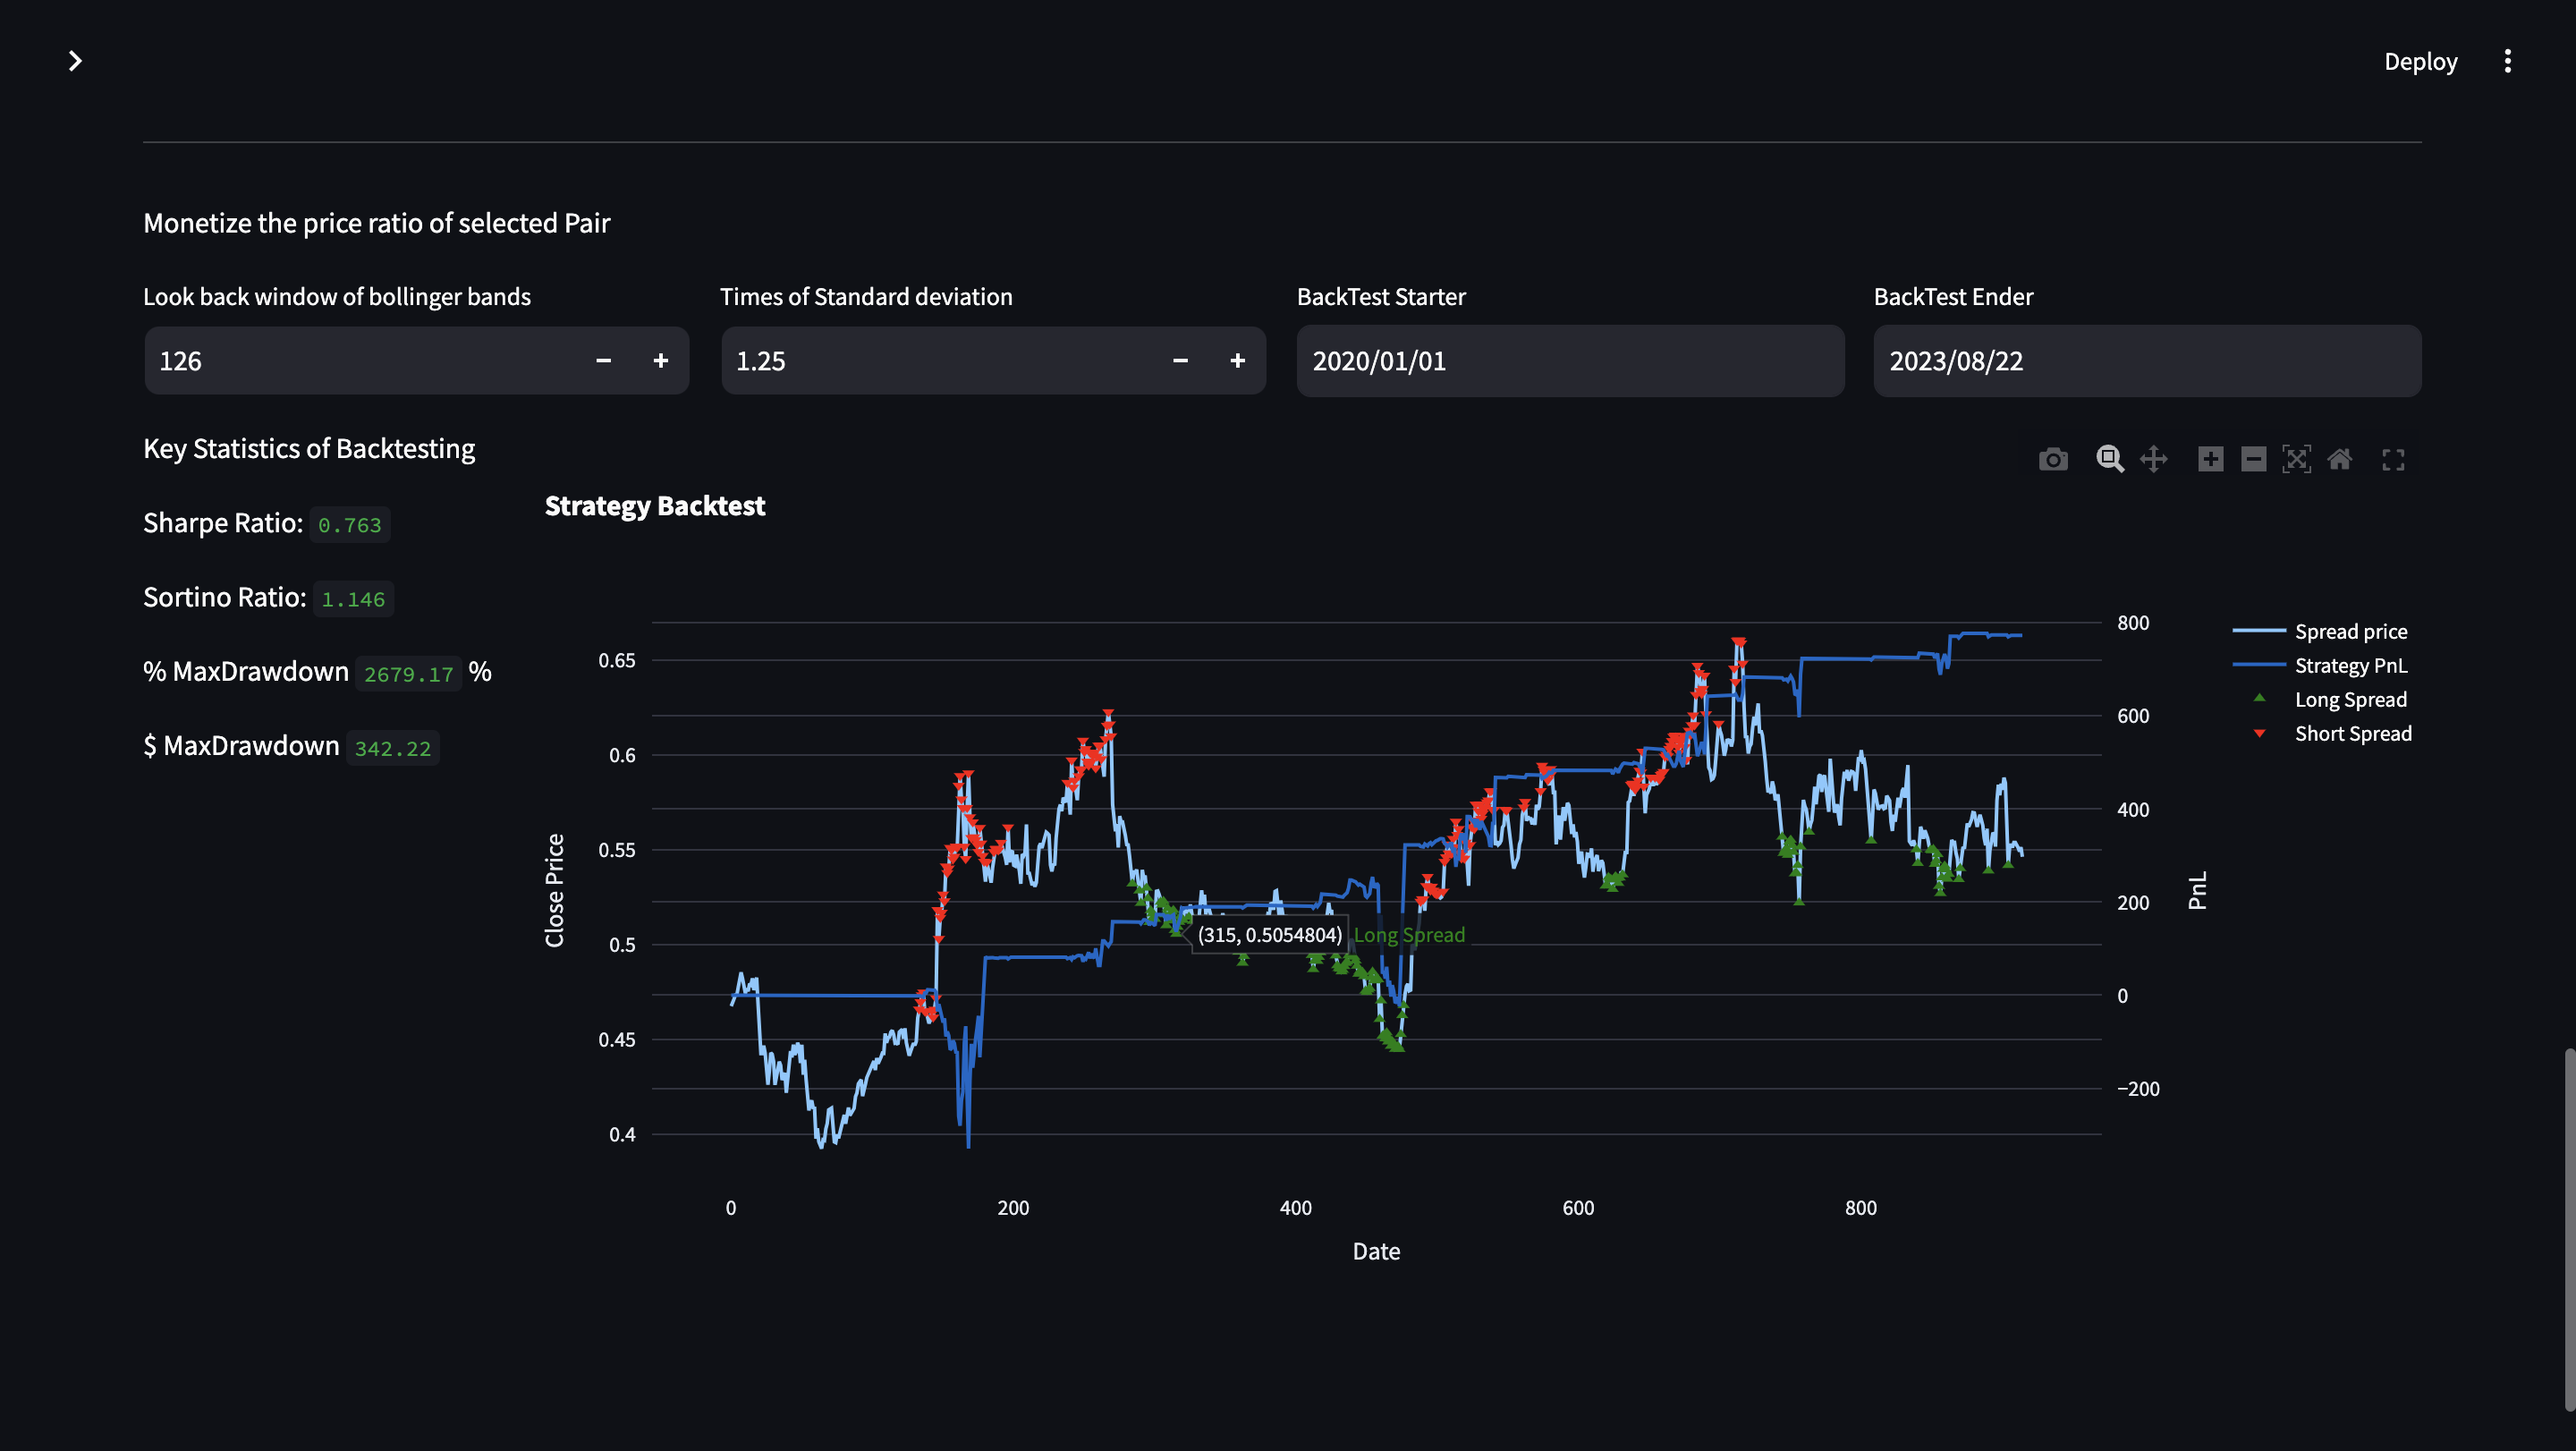 Deploy
Monetize the price ratio of selected Pair
Look back window of bollinger bands
Times of Standard deviation
BackTest Starter
BackTest Ender
126
1.25
2020/01/01
2023/08/22
Key Statistics of Backtesting
Sharpe Ratio: 0.763
Sortino Ratio: 1.146
% MaxDrawdown 2679.17 %
$ MaxDrawdown 342.22
Strategy Backtest
Close Price
0.65
0.6
0.55
0.5
0.45
0.4
(315, 0.5054804) Long Spread
0
200
400
600
800
Date
800
600
400
200
0
−200
PnL
Spread price
Strategy PnL
Long Spread
Short Spread